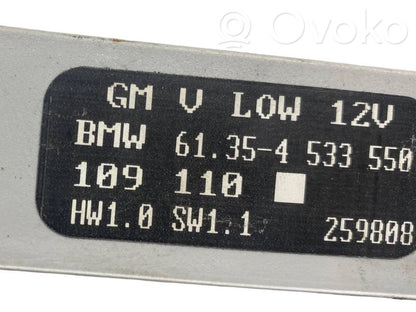 Ovoko
GM V LOW 12V
BMW 61.35-4 533 550
109 110
HW1.0 SW1.1 259808